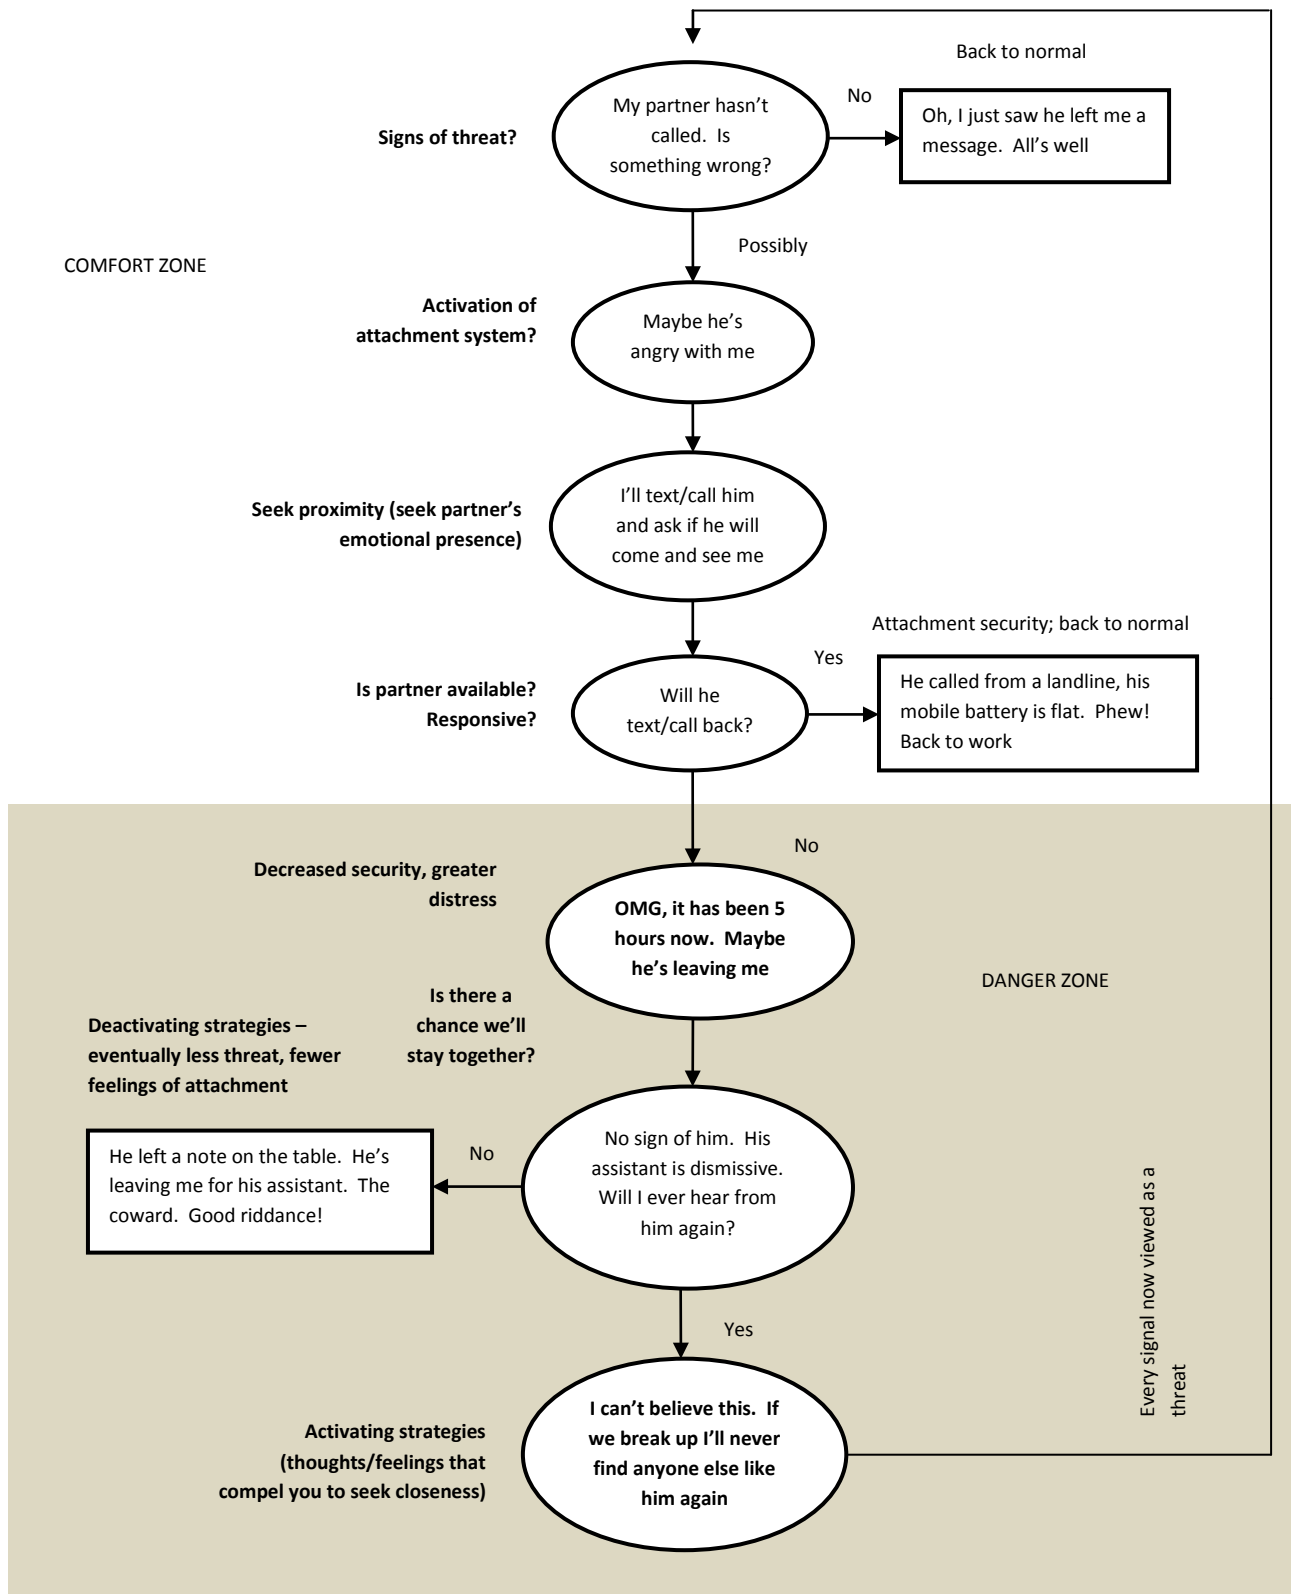 Back to normal
My partner hasn’t
called.  Is
something wrong?
No
Oh, I just saw he left me a
message.  All’s well
Signs of threat?
Possibly
COMFORT ZONE
Activation of
attachment system?
Maybe he’s
angry with me
Seek proximity (seek partner’s
emotional presence)
I’ll text/call him
and ask if he will
come and see me
Attachment security; back to normal
Is partner available?
Responsive?
Will he
text/call back?
Yes
He called from a landline, his
mobile battery is flat.  Phew!
Back to work
No
Decreased security, greater
distress
OMG, it has been 5
hours now.  Maybe
he’s leaving me
DANGER ZONE
Is there a
chance we’ll
stay together?
Deactivating strategies –
eventually less threat, fewer
feelings of attachment
No sign of him.  His
assistant is dismissive.
Will I ever hear from
him again?
No
He left a note on the table.  He’s
leaving me for his assistant.  The
coward.  Good riddance!
Every signal now viewed as a
threat
Yes
Activating strategies
(thoughts/feelings that
compel you to seek closeness)
I can’t believe this.  If
we break up I’ll never
find anyone else like
him again